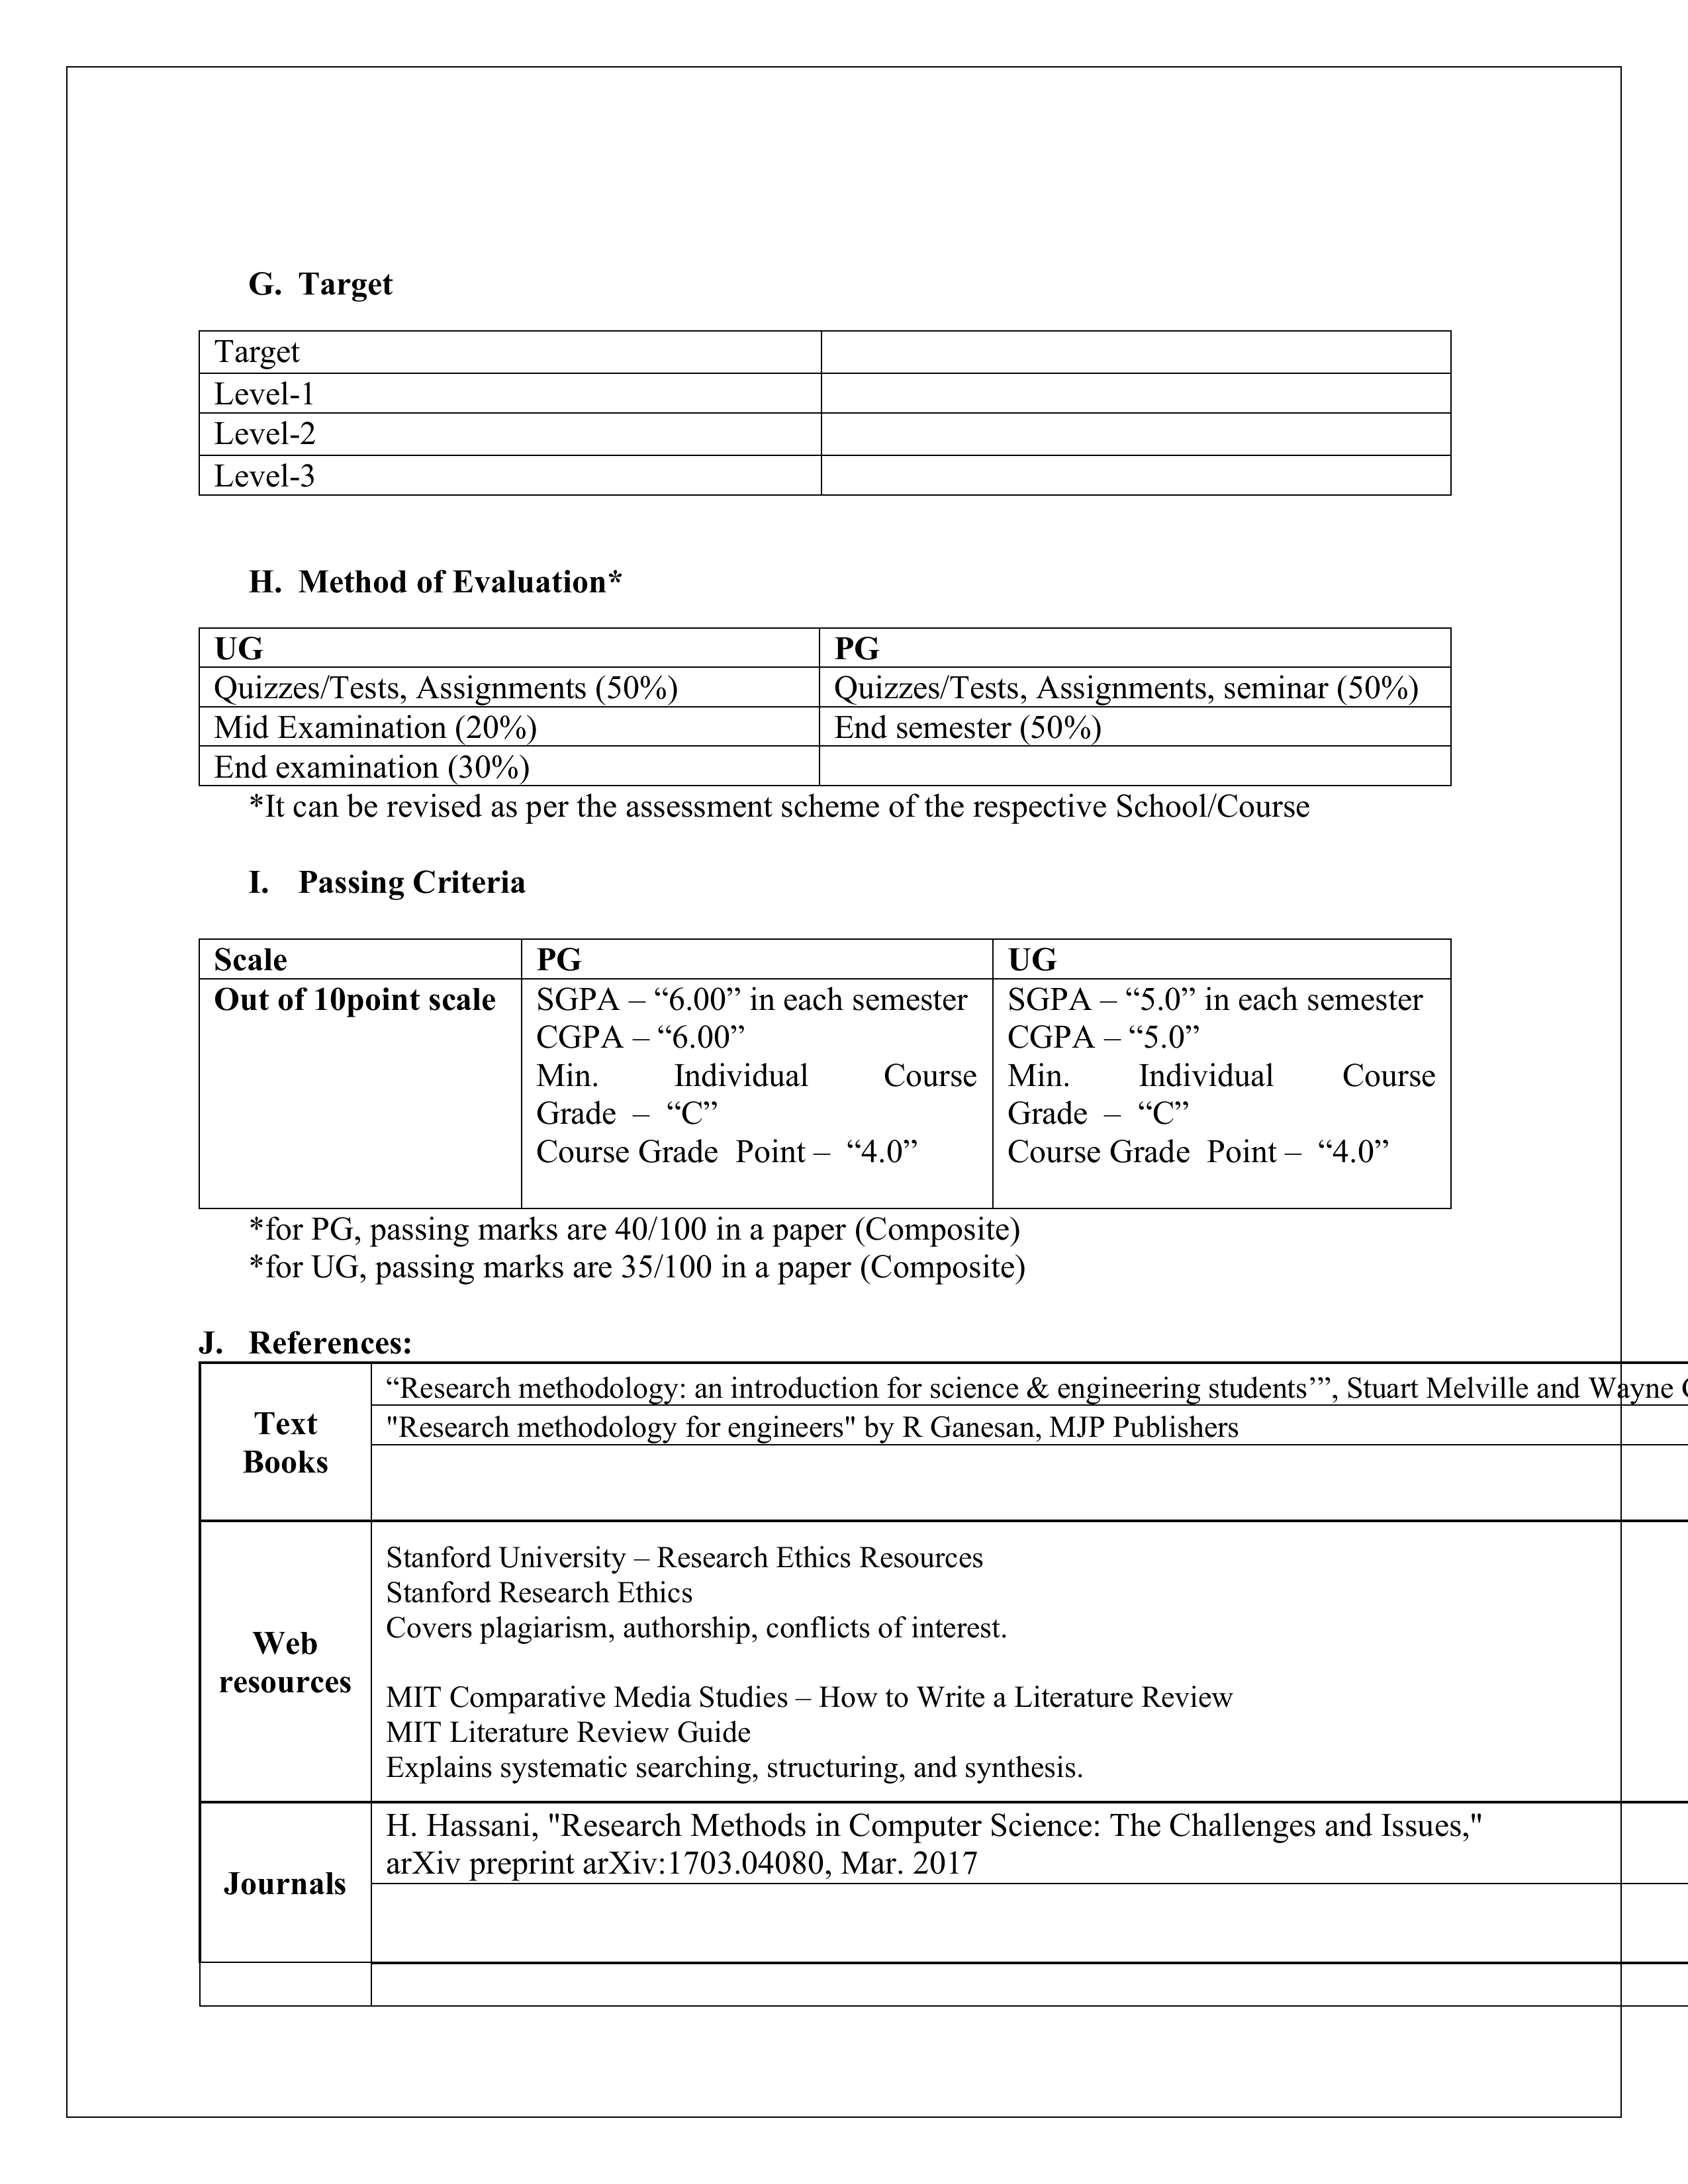 G. Target
Target
Level-1
Level-2
Level-3
H. Method of Evaluation*
UG PG
Quizzes/Tests, Assignments (50%) Quizzes/Tests, Assignments, seminar (50%)
Mid Examination (20%) End semester (50%)
End examination (30%)
*It can be revised as per the assessment scheme of the respective School/Course
I. Passing Criteria
Scale PG UG
Out of 10point scale
SGPA – “6.00” in each semester
CGPA – “6.00”
Min. Individual Course
Grade – “C”
Course Grade Point – “4.0”
SGPA – “5.0” in each semester
CGPA – “5.0”
Min. Individual Course
Grade – “C”
Course Grade Point – “4.0”
*for PG, passing marks are 40/100 in a paper (Composite)
*for UG, passing marks are 35/100 in a paper (Composite)
J. References:
Text
Books
“Research methodology: an introduction for science & engineering students’”, Stuart Melville and Wayne
"Research methodology for engineers" by R Ganesan, MJP Publishers
Web
resources
Stanford University – Research Ethics Resources
Stanford Research Ethics
Covers plagiarism, authorship, conflicts of interest.
MIT Comparative Media Studies – How to Write a Literature Review
MIT Literature Review Guide
Explains systematic searching, structuring, and synthesis.
Journals
H. Hassani, "Research Methods in Computer Science: The Challenges and Issues,"
arXiv preprint arXiv:1703.04080, Mar. 2017